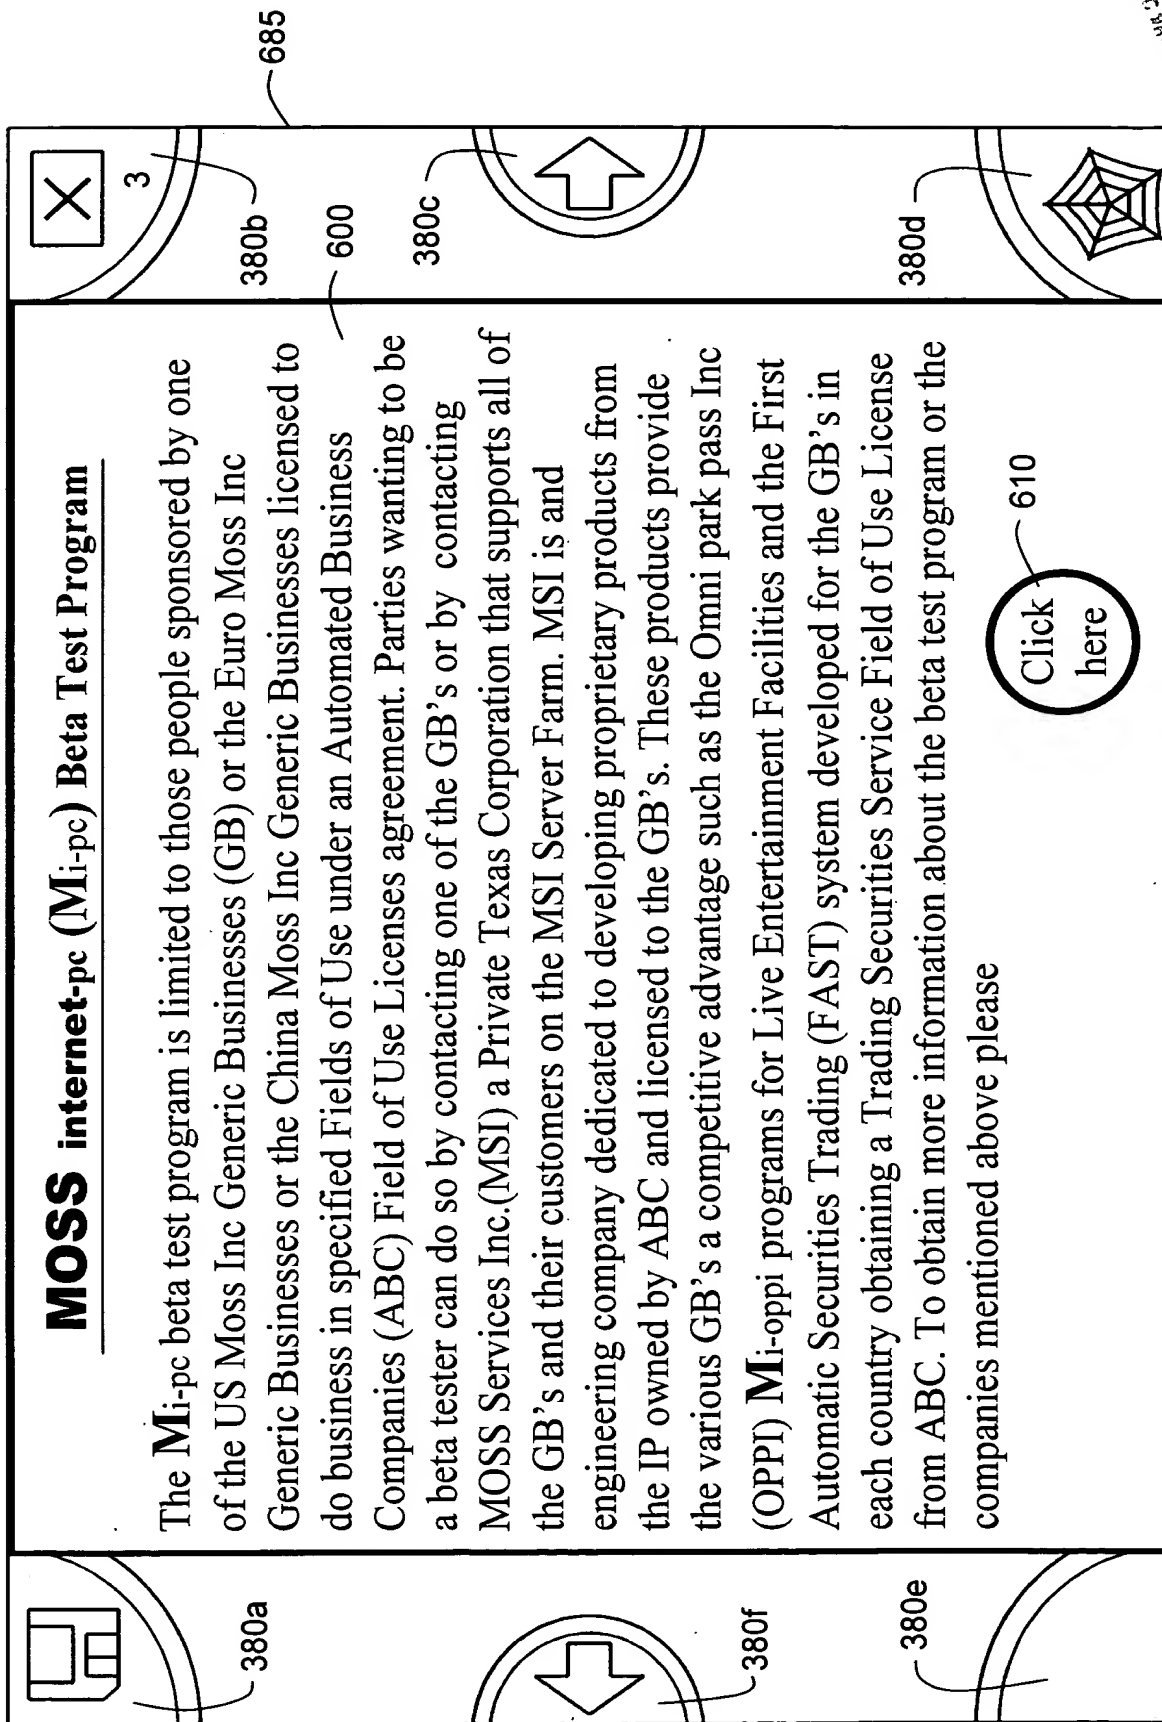 MOSS internet-pc (Mi-pc) Beta Test Program
The Mi-pc beta test program is limited to those people sponsored by one
of the US Moss Inc Generic Businesses (GB) or the Euro Moss Inc
Generic Businesses or the China Moss Inc Generic Businesses licensed to
do business in specified Fields of Use under an Automated Business
Companies (ABC) Field of Use Licenses agreement. Parties wanting to be
a beta tester can do so by contacting one of the GB's or by contacting
MOSS Services Inc.(MSI) a Private Texas Corporation that supports all of
the GB's and their customers on the MSI Server Farm. MSI is and
engineering company dedicated to developing proprietary products from
the IP owned by ABC and licensed to the GB's. These products provide
the various GB's a competitive advantage such as the Omni park pass Inc
(OPPI) Mi-oppi programs for Live Entertainment Facilities and the First
Automatic Securities Trading (FAST) system developed for the GB's in
each country obtaining a Trading Securities Service Field of Use License
from ABC. To obtain more information about the beta test program or the
companies mentioned above please
Click
here
610
600
685
3
380a
380b
380c
380d
380e
380f